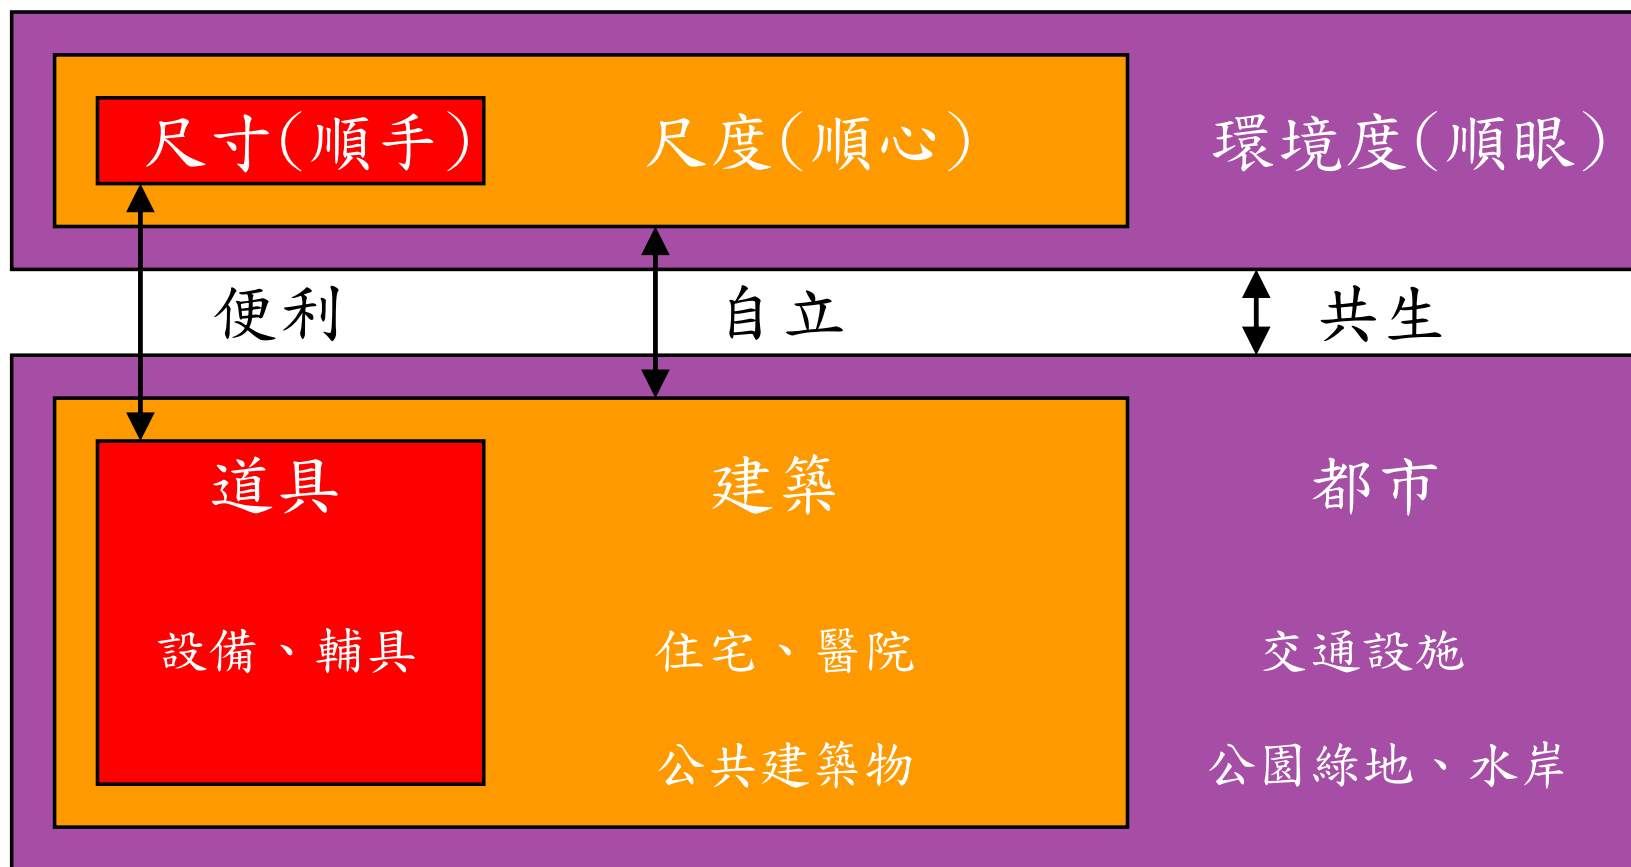 尺寸(順手) 尺度(順心) 環境度(順眼)
便利 自立 共生
道具 建築 都市
設備、輔具 住宅、醫院 交通設施
公共建築物 公園綠地、水岸